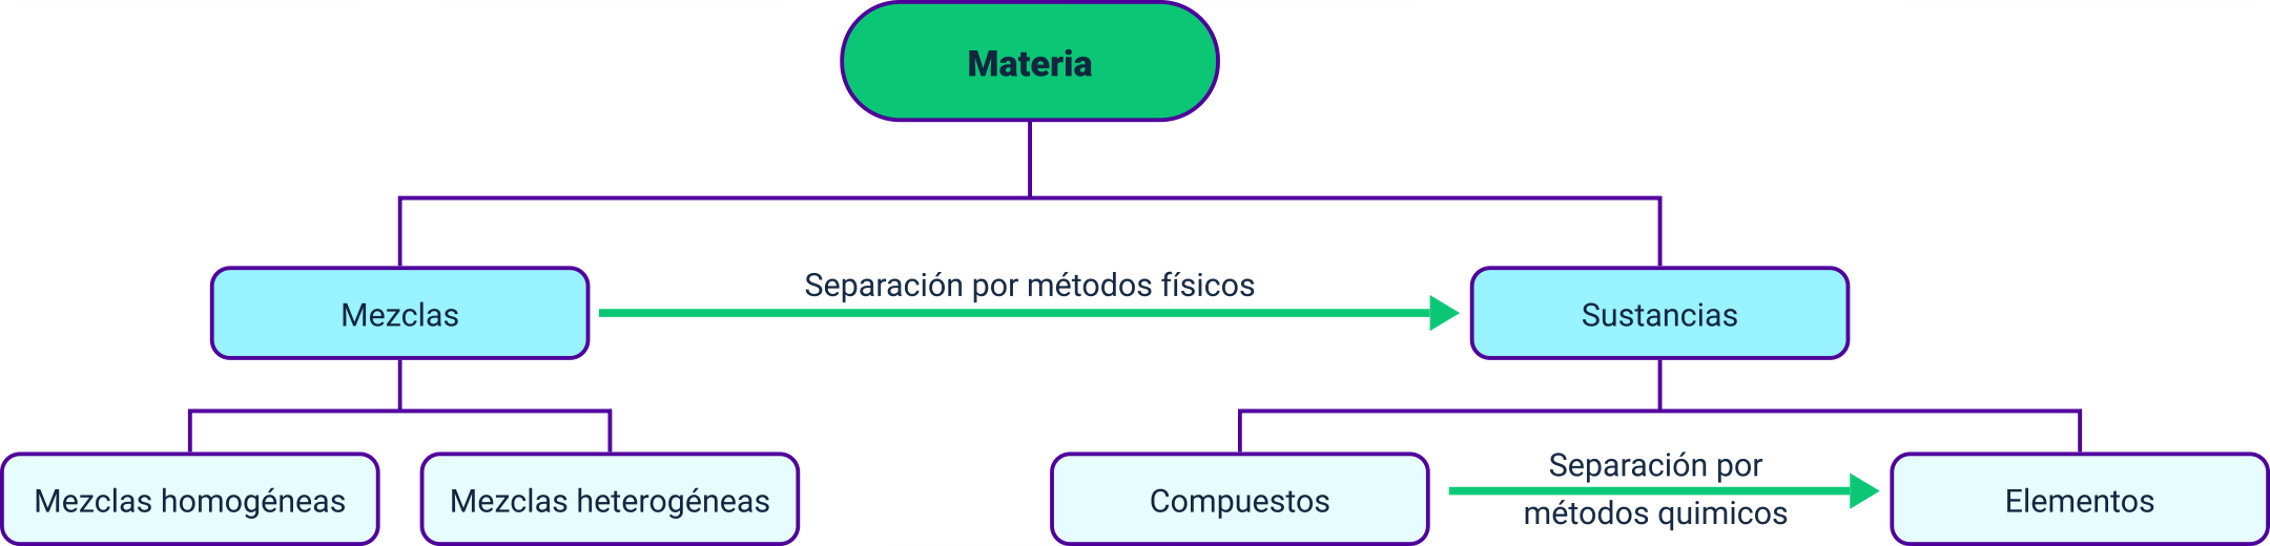 Materia
Separación por métodos físicos
Mezclas
Sustancias
Mezclas homogéneas
Mezclas heterogéneas
Compuestos
Separación por
métodos quimicos
Elementos